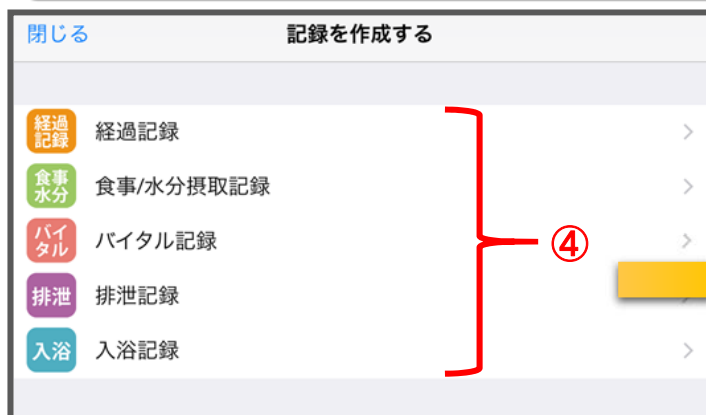 閉じる 記録を作成する
経過記録 経過記録
食事水分 食事/水分摂取記録
バイタル バイタル記録
④
排泄 排泄記録
入浴 入浴記録